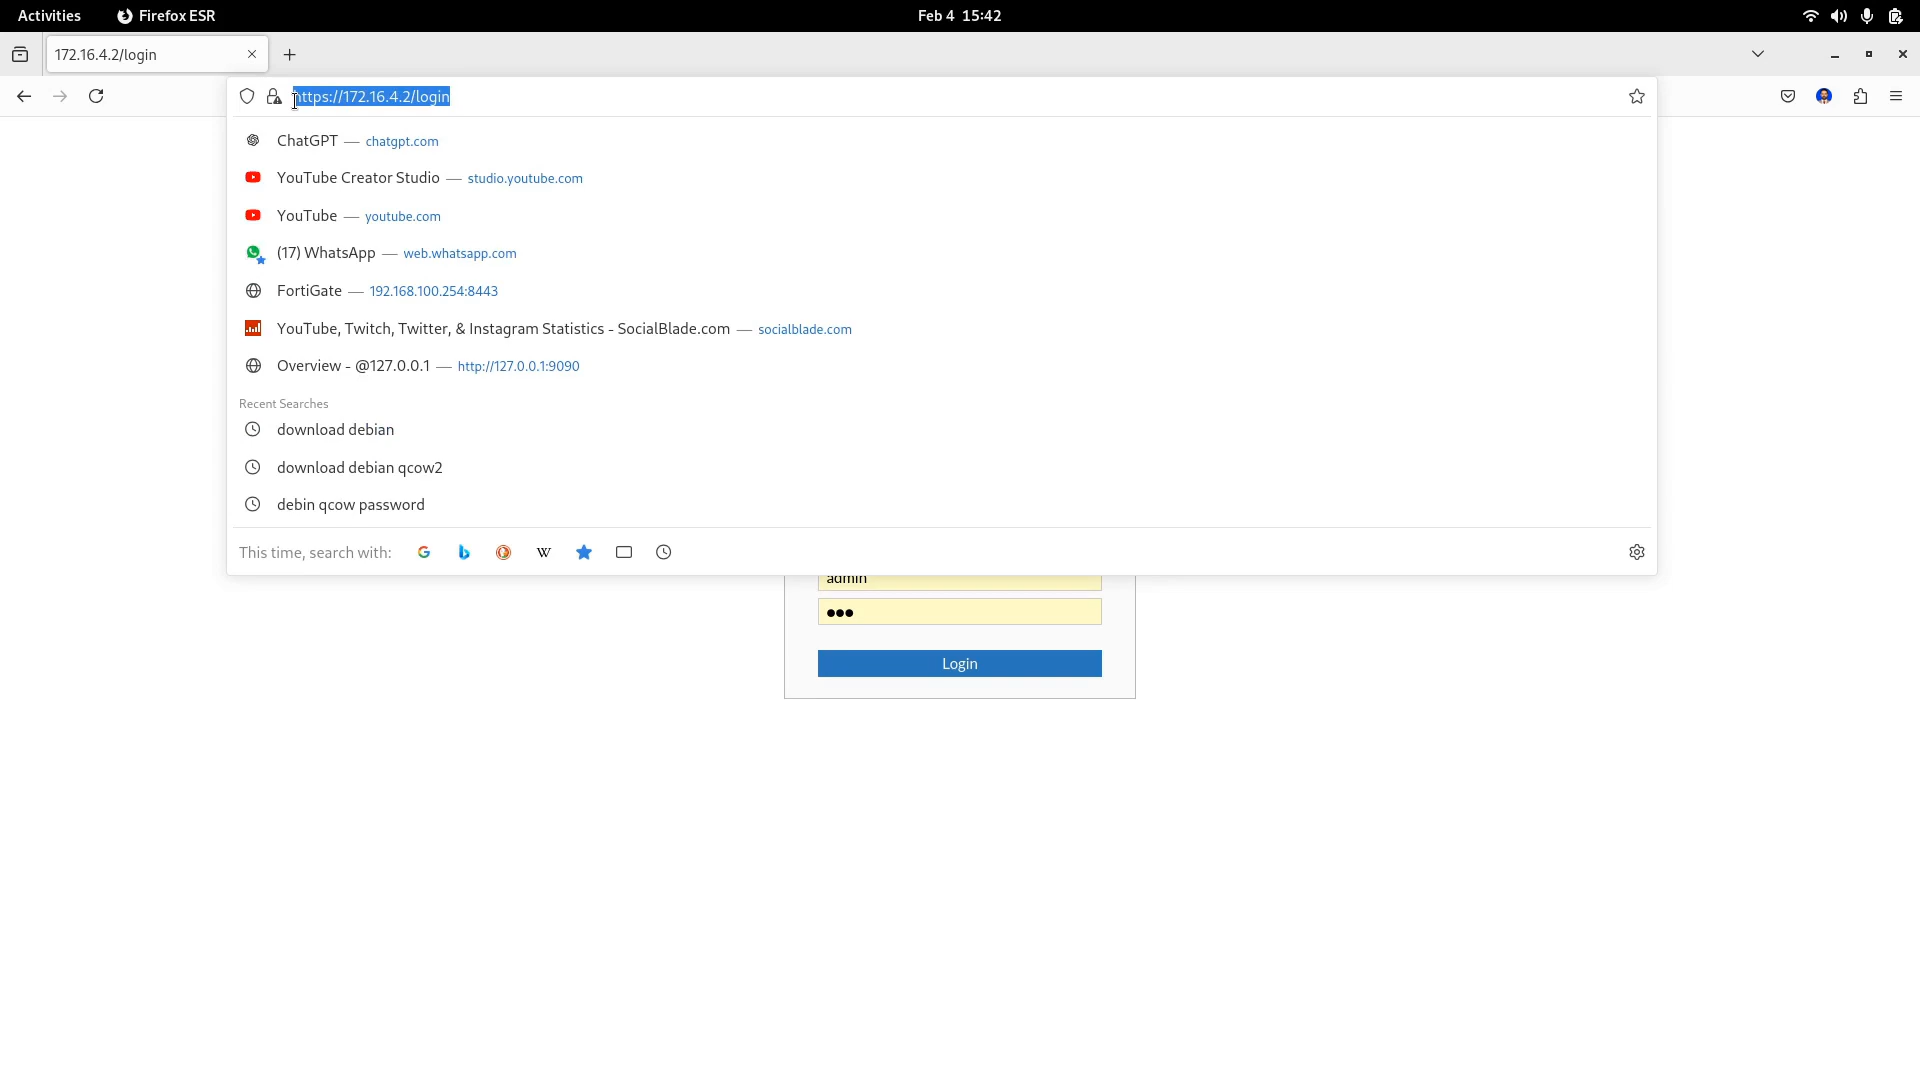 Activities Firefox ESR Feb 4 15:42
172.16.4.2/login
https://172.16.4.2/login
ChatGPT — chatgpt.com
YouTube Creator Studio — studio.youtube.com
YouTube — youtube.com
(17) WhatsApp — web.whatsapp.com
FortiGate — 192.168.100.254:8443
YouTube, Twitch, Twitter, & Instagram Statistics - SocialBlade.com — socialblade.com
Overview - @127.0.0.1 — http://127.0.0.1:9090
Recent Searches
download debian
download debian qcow2
debin qcow password
This time, search with:
admin
●●●
Login